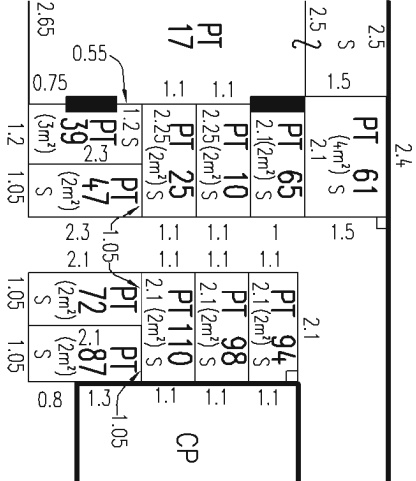 2.65
PT
17
2.5
S
2.5
0.75
0.55
1.1
1.1
1.5
2.4
1.2
PT
39
(3m²)
1.2 S
2.3
PT
25
2.25(2m²) S
PT
10
2.25(2m²) S
PT
65
2.1(2m²) S
PT 61
(4m²) S
2.1
1.05
PT
47
(2m²)
S
2.3
1.05
1.1
1.1
1
1.5
2.1
1.1
1.1
1.1
1.05
PT
72
(2m²)
S
2.1
PT
110
2.1(2m²) S
PT
98
2.1(2m²) S
PT
94
2.1(2m²) S
2.1
1.05
PT
87
(2m²)
S
0.8
1.3
1.05
1.1
1.1
1.1
CP